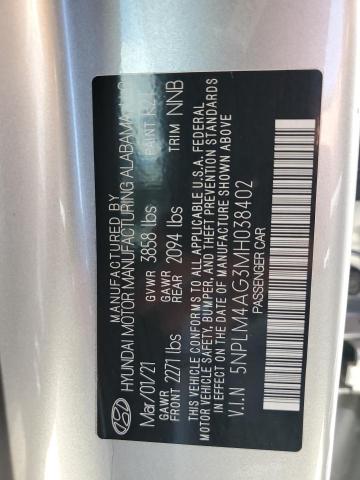 MANUFACTURED BY
HYUNDAI MOTOR MANUFACTURING ALABAMA,
Mar/01/21 GVWR 3858 lbs PAINT
GAWR FRONT 2271 lbs GAWR REAR 2094 lbs TRIM NNB
THIS VEHICLE CONFORMS TO ALL APPLICABLE U.S.A. FEDERAL
MOTOR VEHICLE SAFETY, BUMPER, AND THEFT PREVENTION STANDARDS
IN EFFECT ON THE DATE OF MANUFACTURE SHOWN ABOVE
V.I.N 5NPLM4AG3MH038402
PASSENGER CAR